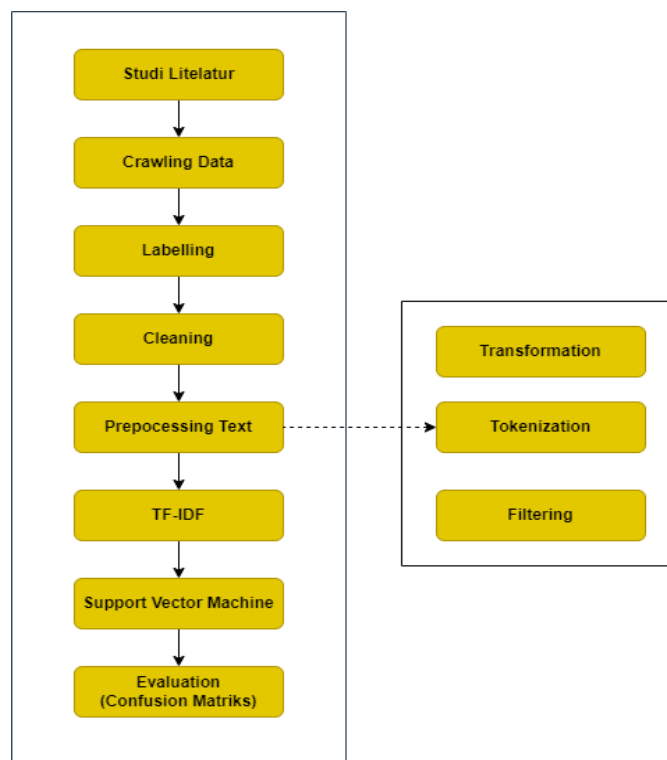 Studi Litelatur
Crawling Data
Labelling
Cleaning
Prepocessing Text
TF-IDF
Support Vector Machine
Evaluation
(Confusion Matriks)
Transformation
Tokenization
Filtering